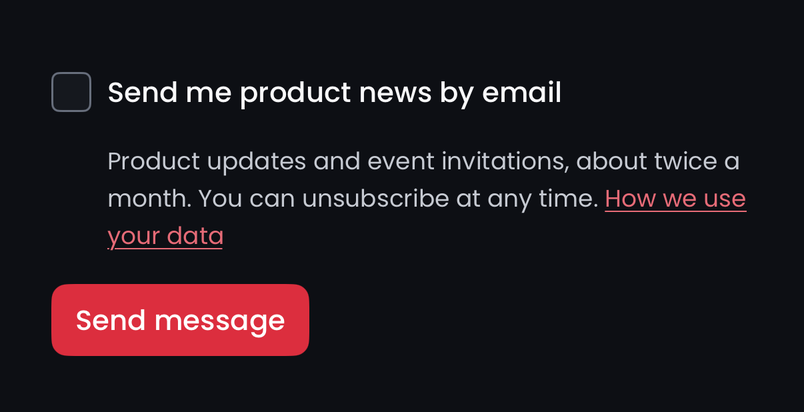 Send me product news by email
Product updates and event invitations, about twice a
month. You can unsubscribe at any time. How we use
your data
Send message